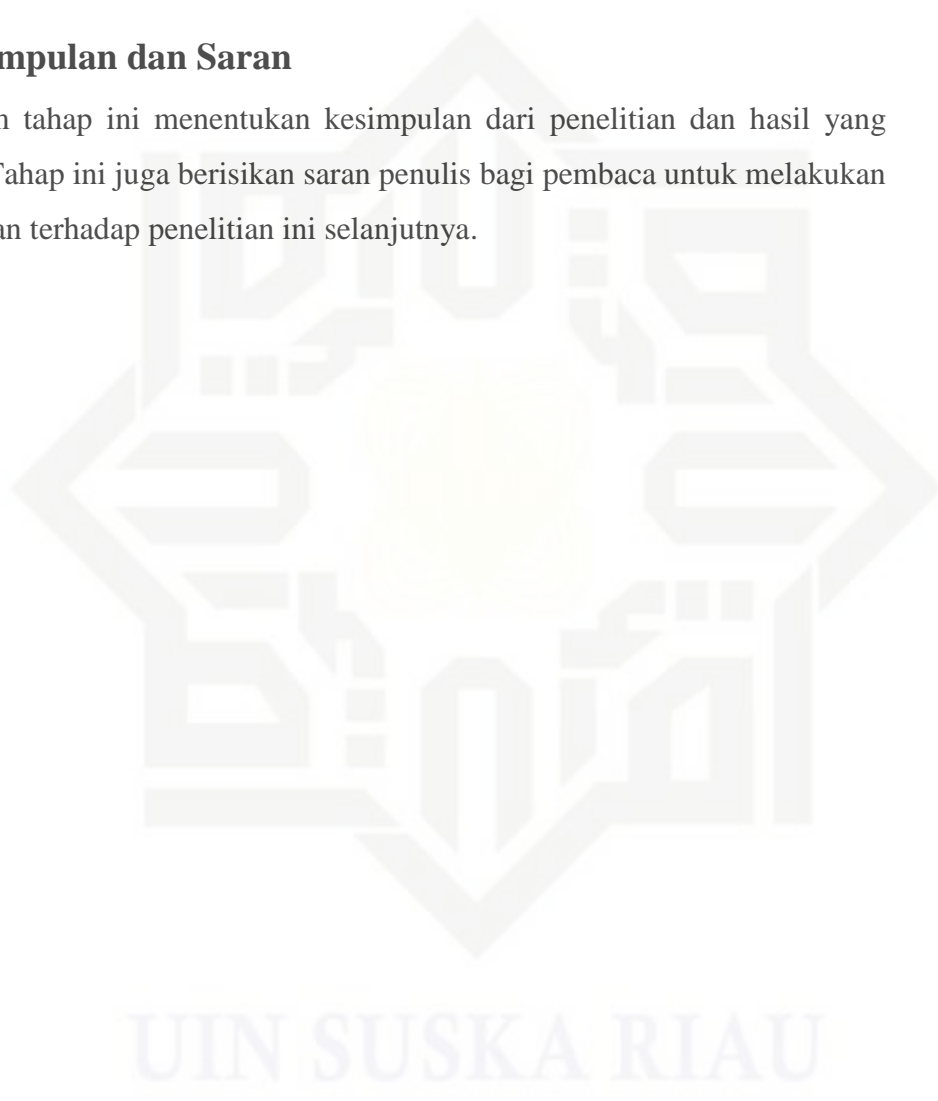 mpulan dan Saran
n tahap ini menentukan kesimpulan dari penelitian dan hasil yang
Tahap ini juga berisikan saran penulis bagi pembaca untuk melakukan
an terhadap penelitian ini selanjutnya.
UIN SUSKA RIAU